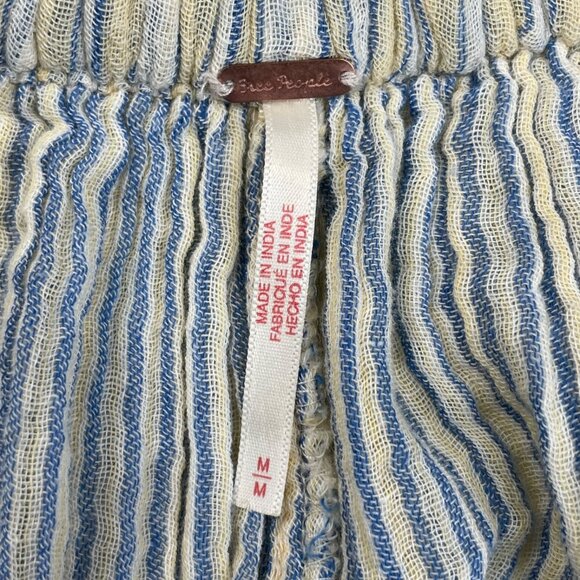 Free People
MADE IN INDIA
FABRIQUÉ EN INDE
HECHO EN INDIA
M
M